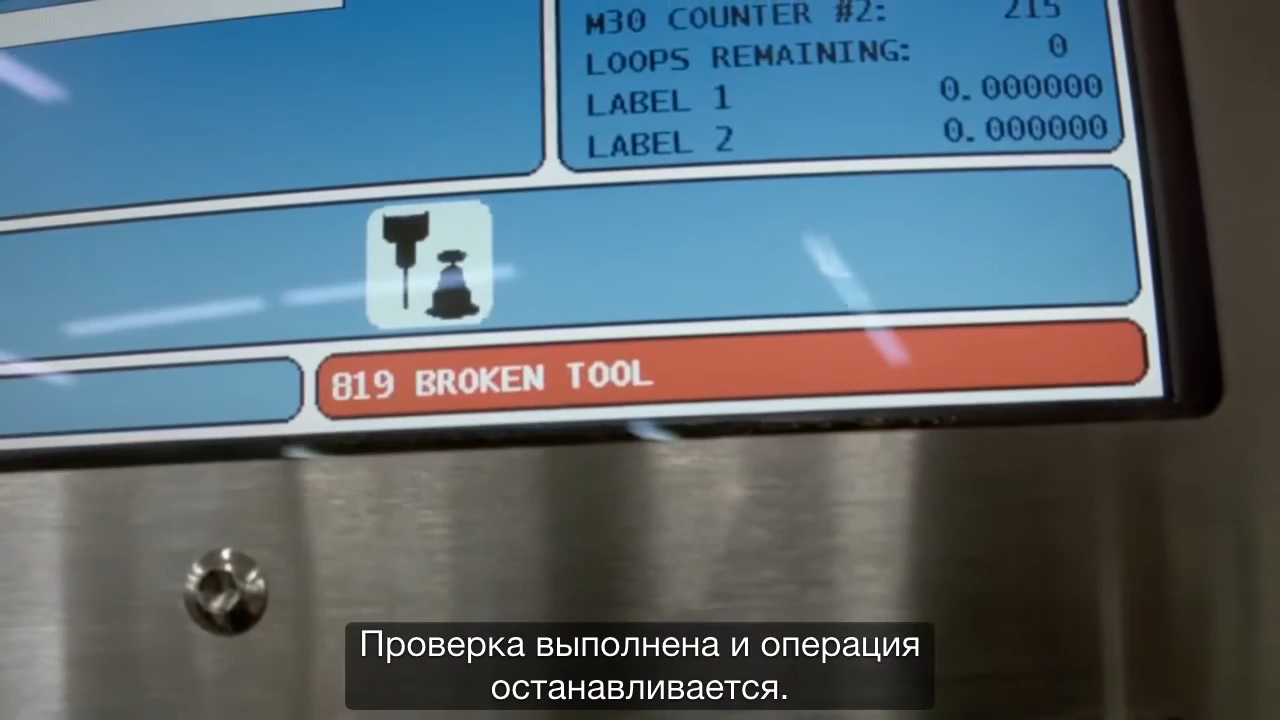 M30 COUNTER #2: 215
LOOPS REMAINING: 0
LABEL 1 0.000000
LABEL 2 0.000000
819 BROKEN TOOL
Проверка выполнена и операция
останавливается.